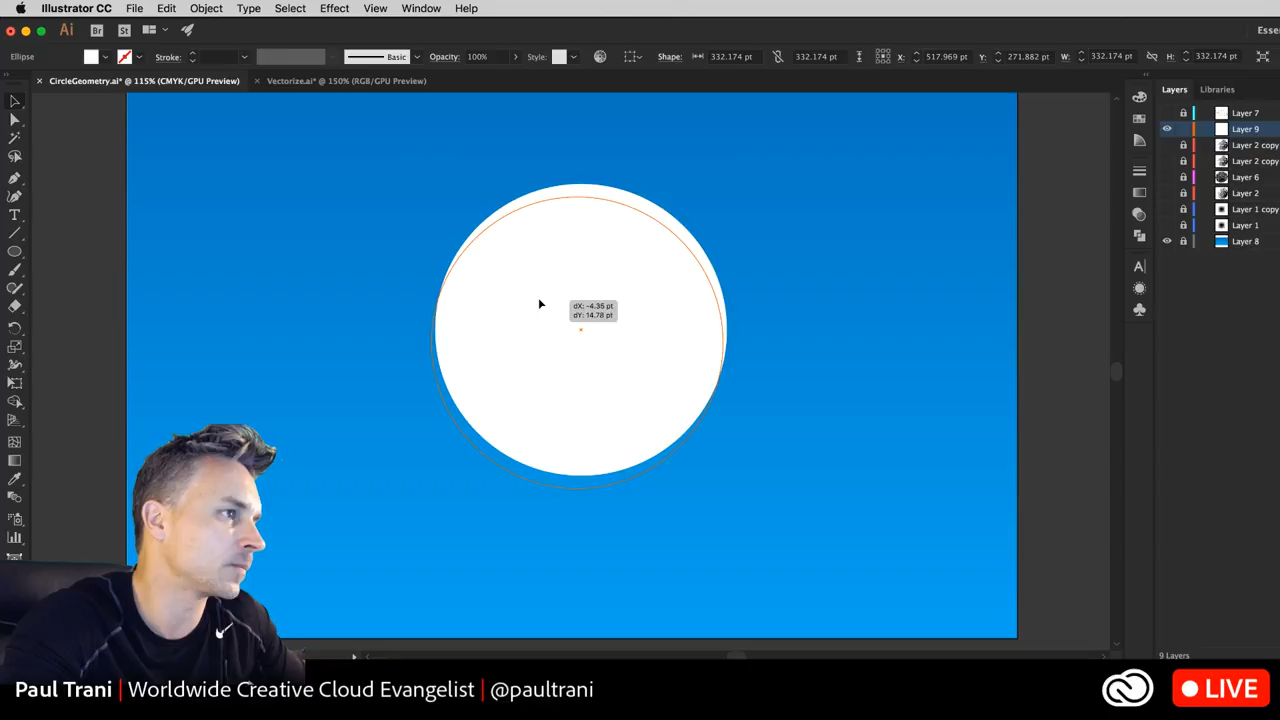 Illustrator CC File Edit Object Type Select Effect View Window Help
Ai Br St Esse
Ellipse Stroke: Basic Opacity: 100% Style: Shape: 332.174 pt 332.174 pt X: 517.969 pt Y: 271.882 pt W: 332.174 pt H: 332.174 pt
× CircleGeometry.ai* @ 115% (CMYK/GPU Preview) × Vectorize.ai* @ 150% (RGB/GPU Preview)
Layers Libraries
Layer 7
Layer 9
Layer 2 copy
Layer 2 copy
Layer 6
Layer 2
Layer 1 copy
Layer 1
Layer 8
dX: -4.35 pt
dY: 14.78 pt
9 Layers
Paul Trani | Worldwide Creative Cloud Evangelist | @paultrani
LIVE